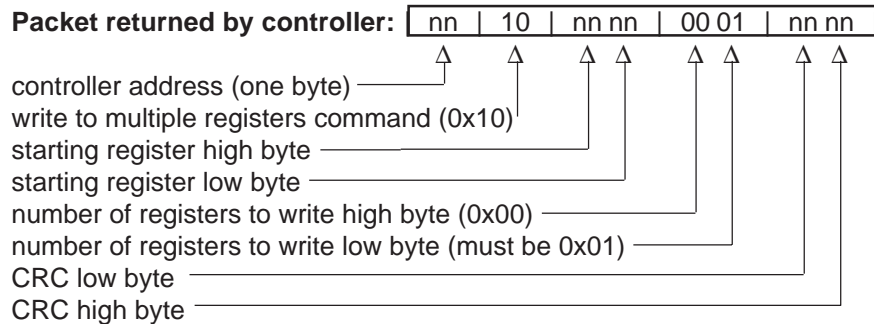 Packet returned by controller: nn | 10 | nn nn | 00 01 | nn nn
controller address (one byte)
write to multiple registers command (0x10)
starting register high byte
starting register low byte
number of registers to write high byte (0x00)
number of registers to write low byte (must be 0x01)
CRC low byte
CRC high byte